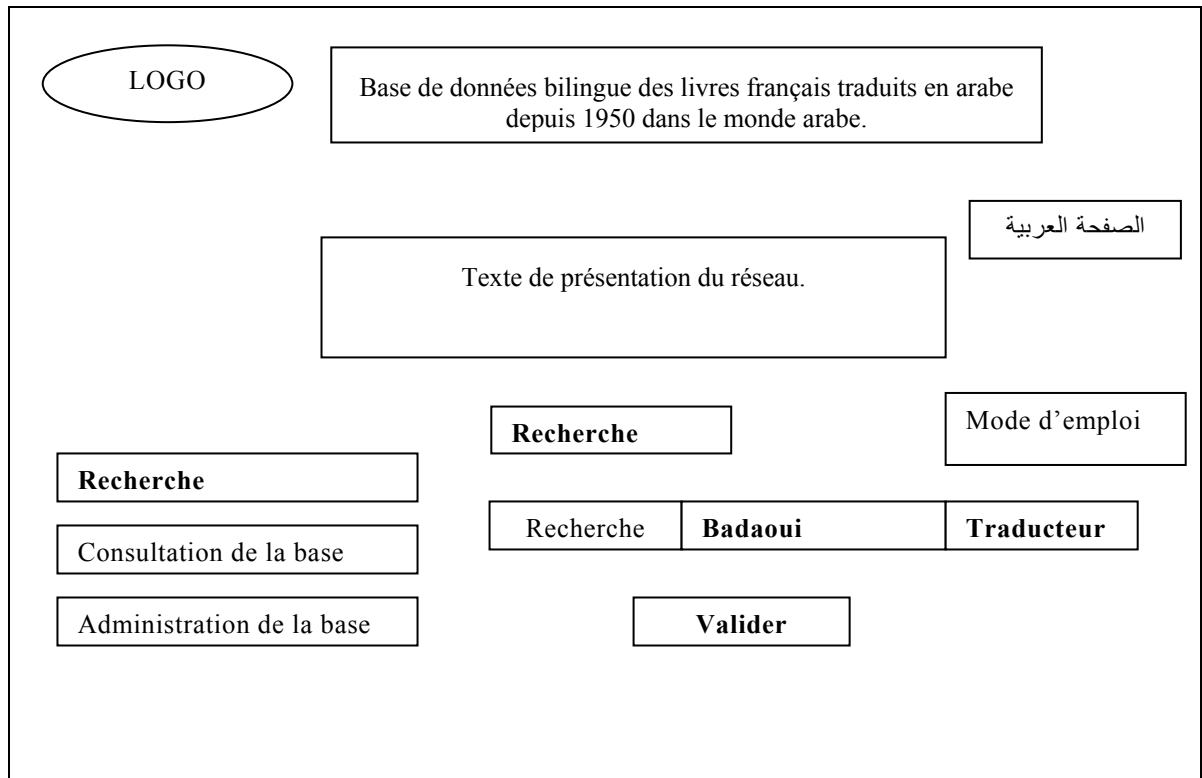 LOGO
Base de données bilingue des livres français traduits en arabe
depuis 1950 dans le monde arabe.
الصفحة العربية
Texte de présentation du réseau.
Recherche
Mode d’emploi
Recherche
Recherche Badaoui Traducteur
Consultation de la base
Administration de la base
Valider